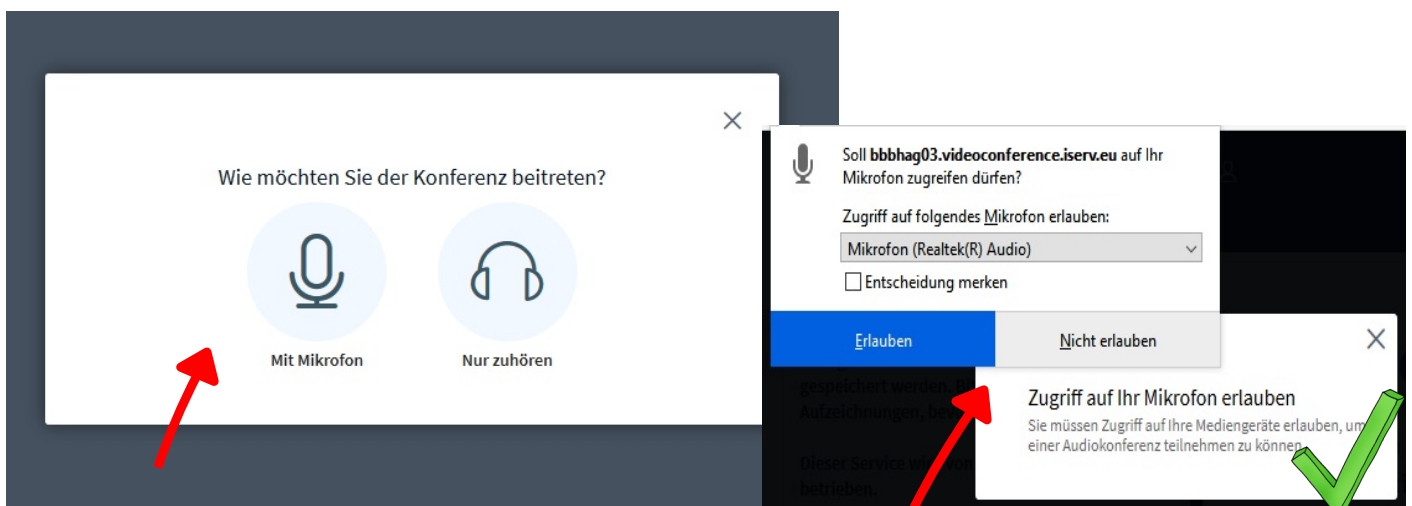 Wie möchten Sie der Konferenz beitreten?
Mit Mikrofon
Nur zuhören
Soll bbbhag03.videoconference.iserv.eu auf Ihr
Mikrofon zugreifen dürfen?
Zugriff auf folgendes Mikrofon erlauben:
Mikrofon (Realtek(R) Audio)
Entscheidung merken
Erlauben
Nicht erlauben
gespeichert werden.
Aufzeichnungen,
Zugriff auf Ihr Mikrofon erlauben
Sie müssen Zugriff auf Ihre Mediengeräte erlauben, um
einer Audiokonferenz teilnehmen zu können.
Dieser Service wird von
betrieben.